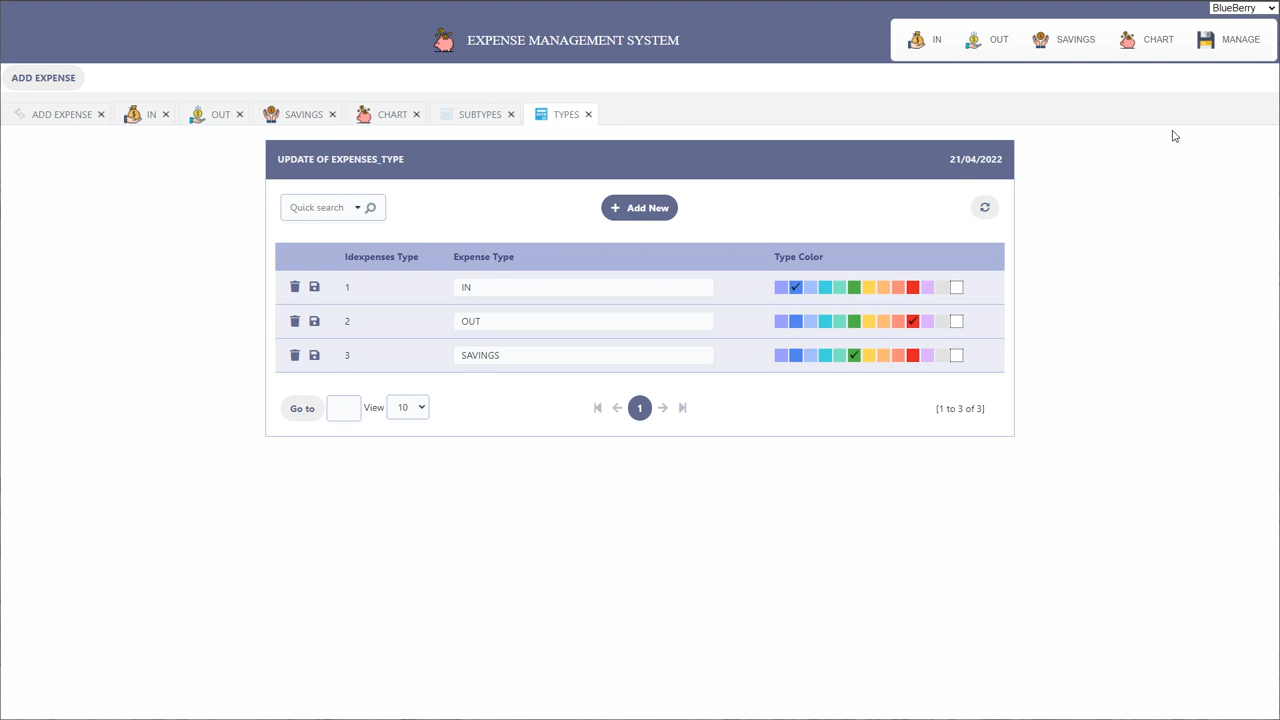 BlueBerry
EXPENSE MANAGEMENT SYSTEM
IN OUT SAVINGS CHART MANAGE
ADD EXPENSE
ADD EXPENSE IN OUT SAVINGS CHART SUBTYPES TYPES
UPDATE OF EXPENSES_TYPE 21/04/2022
Quick search Add New
Idexpenses Type Expense Type Type Color
1 IN
2 OUT
3 SAVINGS
Go to View 10 1 [1 to 3 of 3]